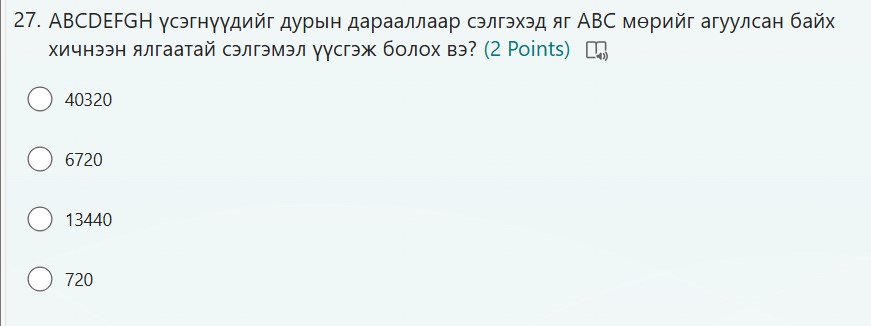 27. ABCDEFGH үсэгнүүдийг дурын дарааллаар сэлгэхэд яг ABC мөрийг агуулсан байх
хичнээн ялгаатай сэлгэмэл үүсгэж болох вэ? (2 Points)
40320
6720
13440
720